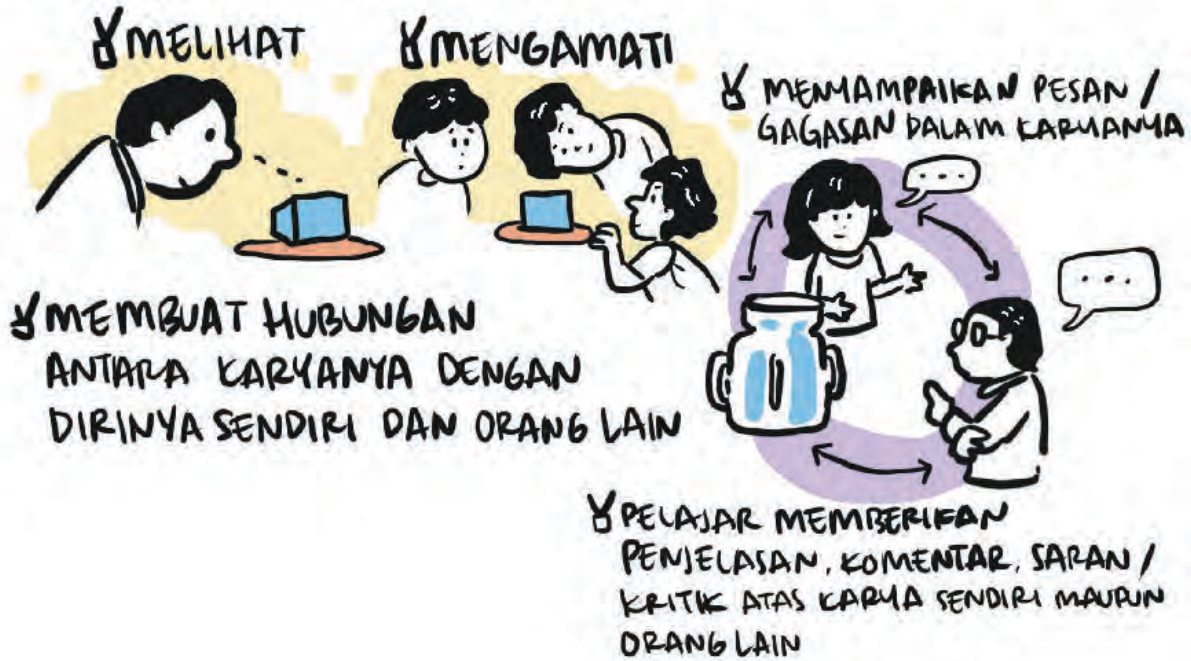 MELIHAT
MENGAMATI
MEMBUAT HUBUNGAN
ANTARA KARYANYA DENGAN
DIRINYA SENDIRI DAN ORANG LAIN
MENYAMPAIKAN PESAN /
GAGASAN DALAM KARYANYA
...
...
PELAJAR MEMBERIKAN
PENJELASAN, KOMENTAR, SARAN /
KRITIK ATAS KARYA SENDIRI MAUPUN
ORANG LAIN